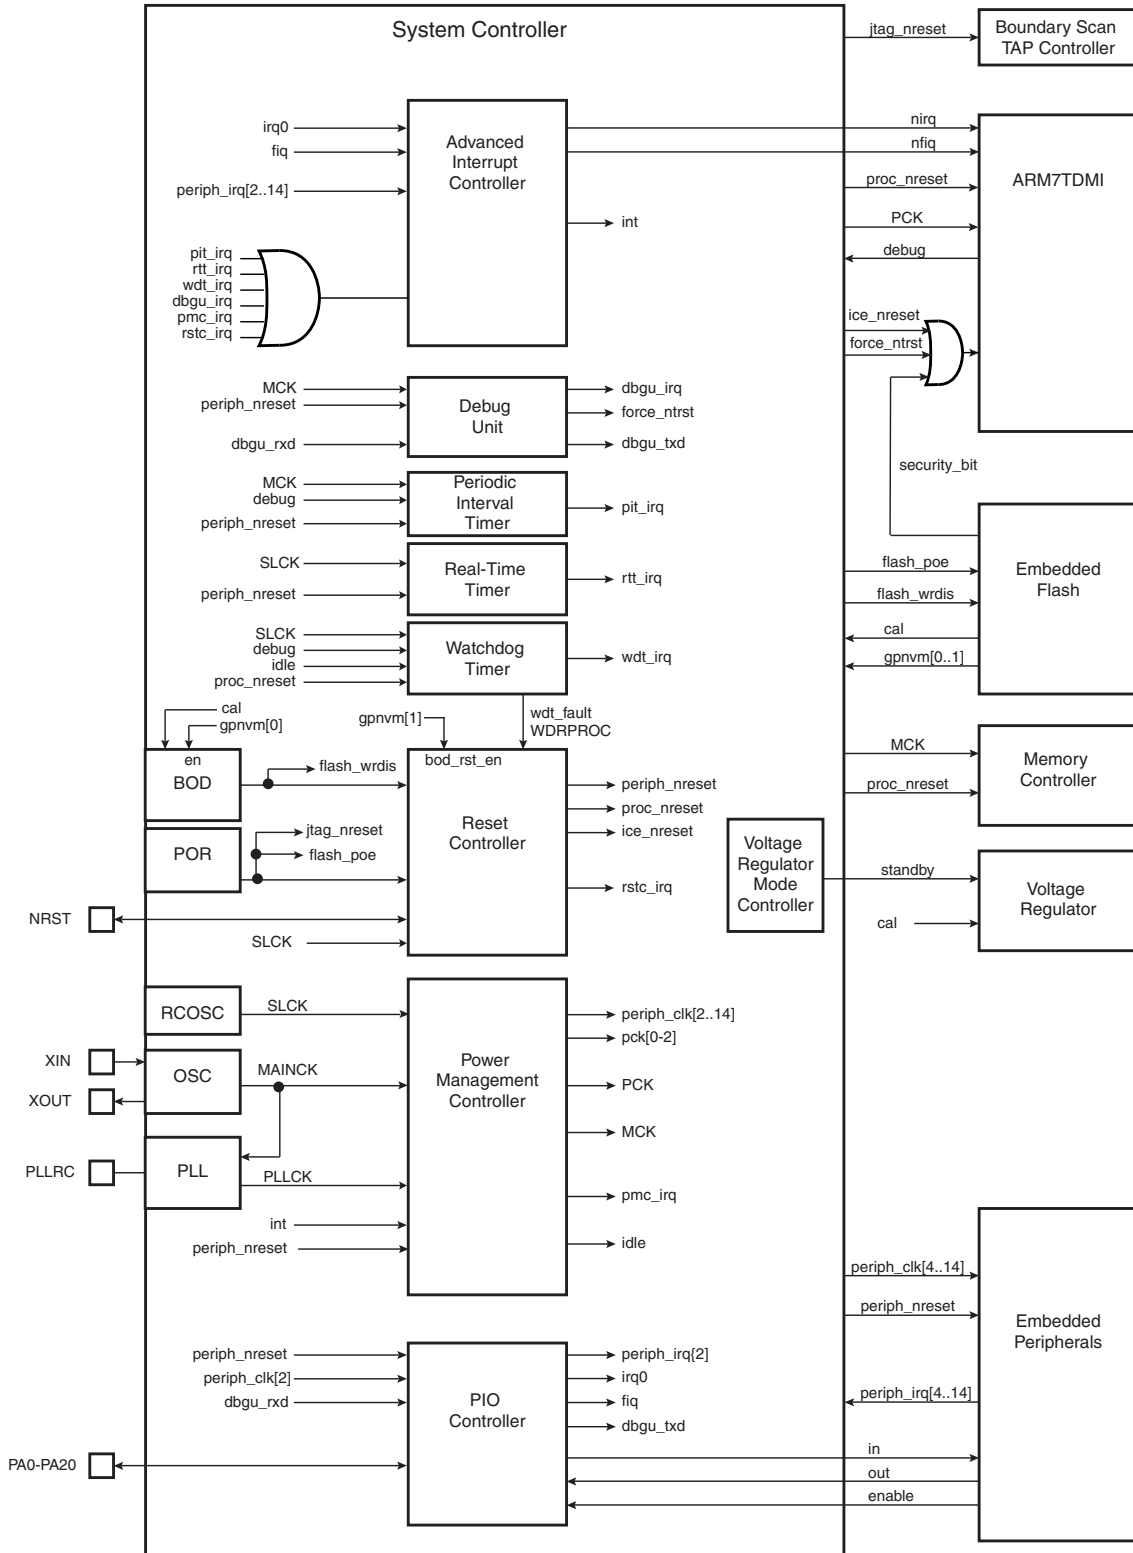 System Controller
jtag_nreset
Boundary Scan
TAP Controller
irq0
fiq
periph_irq[2..14]
Advanced
Interrupt
Controller
int
nirq
nfiq
proc_nreset
PCK
debug
ARM7TDMI
pit_irq
rtt_irq
wdt_irq
dbgu_irq
pmc_irq
rstc_irq
ice_nreset
force_ntrst
security_bit
MCK
periph_nreset
dbgu_rxd
Debug
Unit
dbgu_irq
force_ntrst
dbgu_txd
MCK
debug
periph_nreset
Periodic
Interval
Timer
pit_irq
SLCK
periph_nreset
Real-Time
Timer
rtt_irq
flash_poe
flash_wrdis
cal
gpnvm[0..1]
Embedded
Flash
SLCK
debug
idle
proc_nreset
Watchdog
Timer
wdt_irq
cal
gpnvm[0]
gpnvm[1]
wdt_fault
WDRPROC
en
BOD
flash_wrdis
bod_rst_en
Reset
Controller
periph_nreset
proc_nreset
ice_nreset
rstc_irq
POR
jtag_nreset
flash_poe
NRST
SLCK
MCK
proc_nreset
Memory
Controller
Voltage
Regulator
Mode
Controller
standby
cal
Voltage
Regulator
RCOSC
SLCK
XIN
XOUT
OSC
MAINCK
PLLRC
PLL
PLLCK
int
periph_nreset
Power
Management
Controller
periph_clk[2..14]
pck[0-2]
PCK
MCK
pmc_irq
idle
periph_clk[4..14]
periph_nreset
periph_irq[4..14]
in
out
enable
Embedded
Peripherals
periph_nreset
periph_clk[2]
dbgu_rxd
PA0-PA20
PIO
Controller
periph_irq{2]
irq0
fiq
dbgu_txd